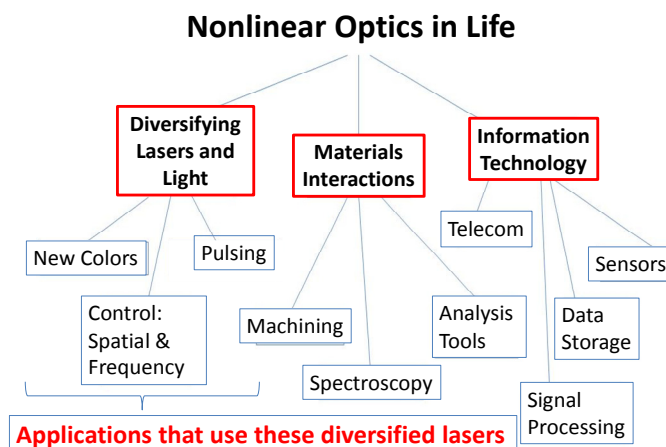 Nonlinear Optics in Life
Diversifying
Lasers and
Light
Materials
Interactions
Information
Technology
New Colors
Pulsing
Control:
Spatial &
Frequency
Machining
Spectroscopy
Analysis
Tools
Telecom
Sensors
Data
Storage
Signal
Processing
Applications that use these diversified lasers